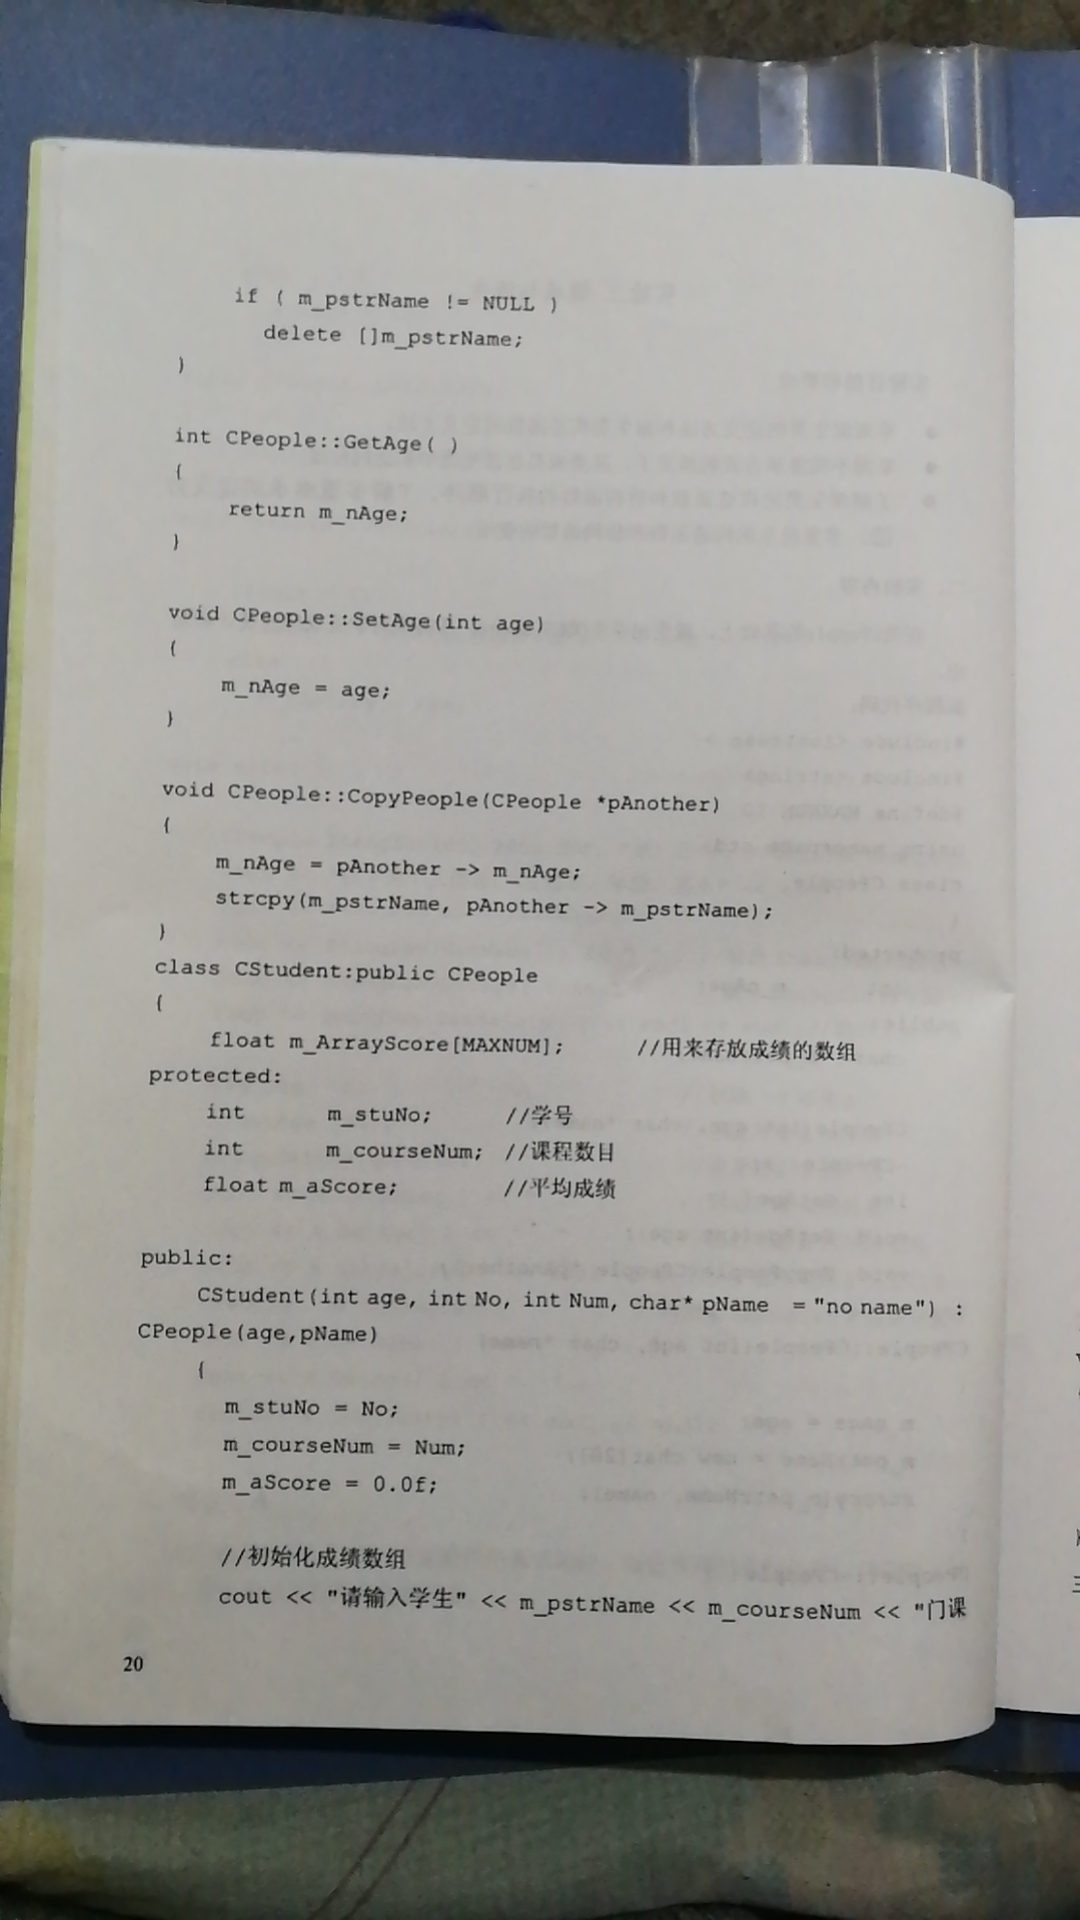 if ( m_pstrName != NULL )
delete []m_pstrName;
}
int CPeople::GetAge( )
{
return m_nAge;
}
void CPeople::SetAge(int age)
{
m_nAge = age;
}
void CPeople::CopyPeople(CPeople *pAnother)
{
m_nAge = pAnother -> m_nAge;
strcpy(m_pstrName, pAnother -> m_pstrName);
}
class CStudent:public CPeople
{
float m_ArrayScore[MAXNUM]; //用来存放成绩的数组
protected:
int m_stuNo; //学号
int m_courseNum; //课程数目
float m_aScore; //平均成绩
public:
CStudent(int age, int No, int Num, char* pName = "no name") :
CPeople(age,pName)
{
m_stuNo = No;
m_courseNum = Num;
m_aScore = 0.0f;
//初始化成绩数组
cout << "请输入学生" << m_pstrName << m_courseNum << "门课
20